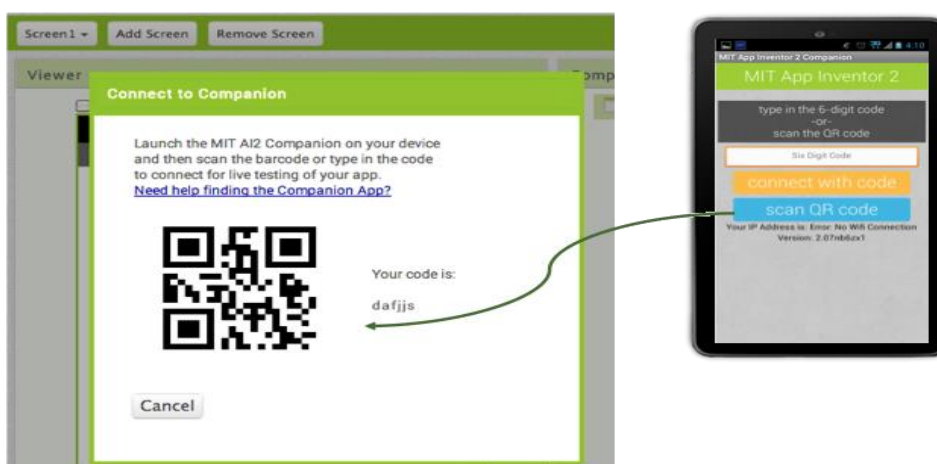 Screen1 Add Screen Remove Screen
Viewer
Connect to Companion
Launch the MIT AI2 Companion on your device
and then scan the barcode or type in the code
to connect for live testing of your app.
Need help finding the Companion App?
Your code is:
dafjjs
Cancel
4:10
MIT App Inventor 2 Companion
MIT App Inventor 2
type in the 6-digit code
-or-
scan the QR code
Six Digit Code
connect with code
scan QR code
Your IP Address is: Error: No Wifi Connection
Version: 2.07nb6zx1